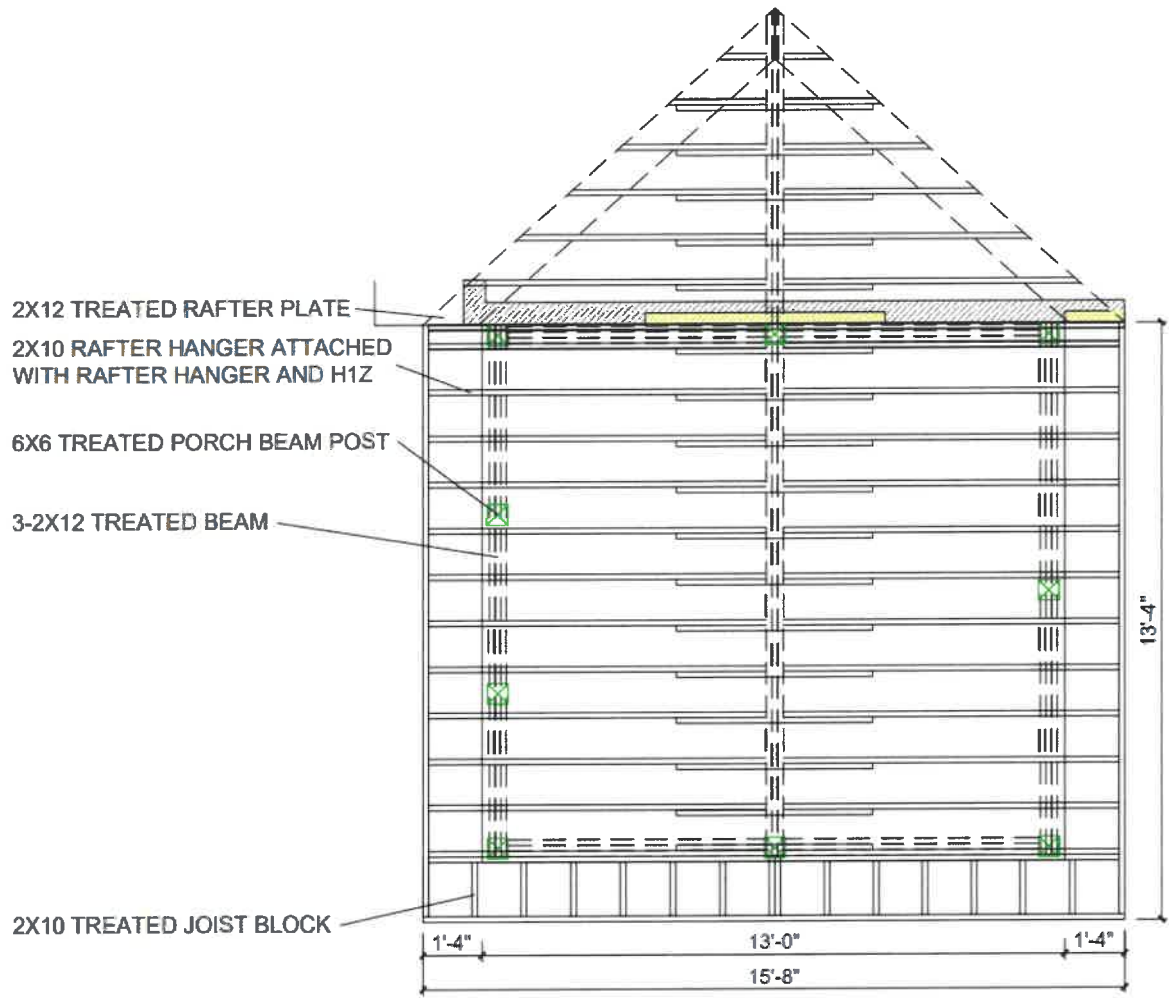 2X12 TREATED RAFTER PLATE
2X10 RAFTER HANGER ATTACHED
WITH RAFTER HANGER AND H1Z
6X6 TREATED PORCH BEAM POST
3-2X12 TREATED BEAM
13'-4"
2X10 TREATED JOIST BLOCK
1'-4"
13'-0"
1'-4"
15'-8"